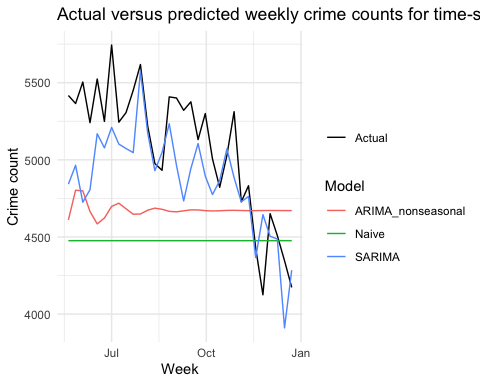 Actual versus predicted weekly crime counts for time-s
5500
5000
4500
4000
Crime count
Jul
Oct
Jan
Week
Actual
Model
ARIMA_nonseasonal
Naive
SARIMA